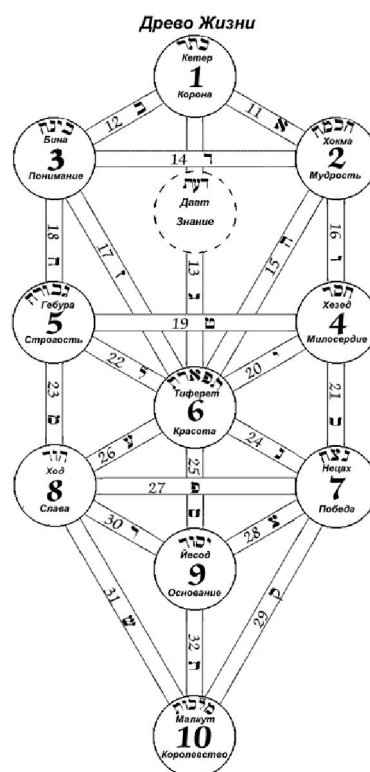 Древо Жизни
כתר
Кетер
1
Корона
12 ב
11 א
בינה
Бина
3
Понимание
חכמה
Хокма
2
Мудрость
14 ד
דעת
Даат
Знание
18 ח
17 ז
13 ג
15 ה
16 ו
גבורה
Гебура
5
Строгость
חסד
Хезед
4
Милосердие
19 ט
22 ל
20 י
תפארת
Тиферет
6
Красота
23 מ
21 כ
26 ע
25 ס
24 נ
הוד
Ход
8
Слава
נצח
Нецах
7
Победа
27 פ
30 ר
28 צ
יסוד
Йесод
9
Основание
31 ש
32 ת
29 ק
מלכות
Малкут
10
Королевство